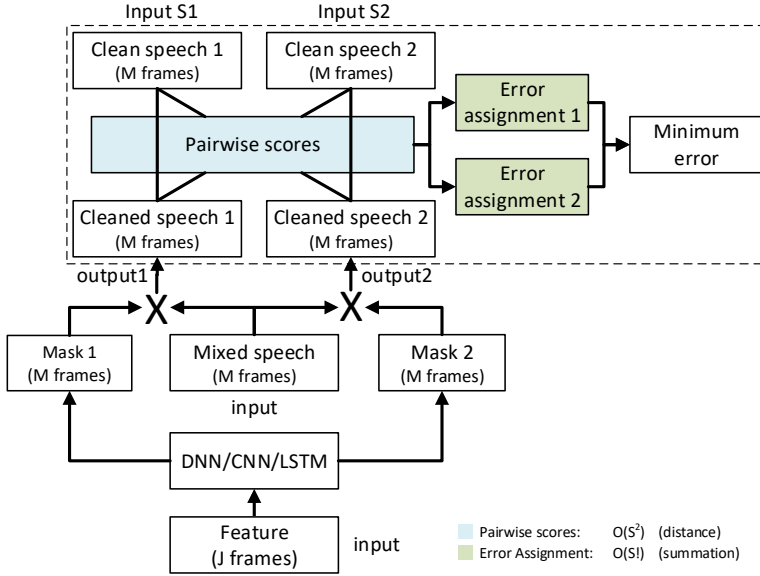 Input S1
Input S2
Clean speech 1
(M frames)
Clean speech 2
(M frames)
Pairwise scores
Error
assignment 1
Error
assignment 2
Minimum
error
Cleaned speech 1
(M frames)
Cleaned speech 2
(M frames)
output1
output2
X
X
Mask 1
(M frames)
Mixed speech
(M frames)
Mask 2
(M frames)
input
DNN/CNN/LSTM
Feature
(J frames)
input
Pairwise scores: O(S²) (distance)
Error Assignment: O(S!) (summation)